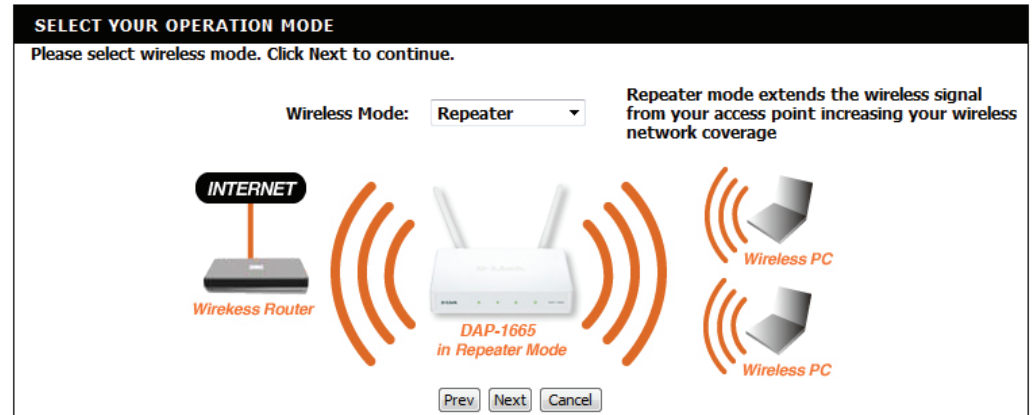 SELECT YOUR OPERATION MODE
Please select wireless mode. Click Next to continue.
Wireless Mode:
Repeater
Repeater mode extends the wireless signal
from your access point increasing your wireless
network coverage
INTERNET
Wirekess Router
D-Link
DAP-1665
in Repeater Mode
Wireless PC
Wireless PC
Prev
Next
Cancel